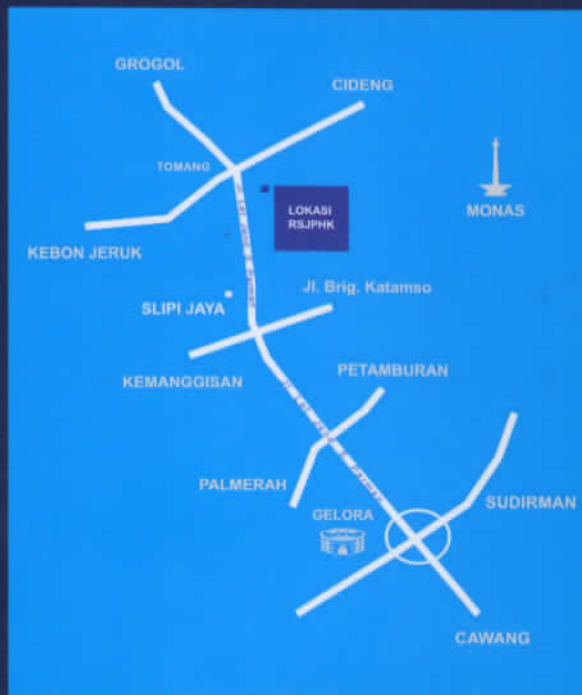 GROGOL
CIDENG
TOMANG
LOKASI
RSJPHK
MONAS
KEBON JERUK
Jl. Brig. Katamso
SLIPI JAYA
KEMANGGISAN
PETAMBURAN
PALMERAH
SUDIRMAN
GELORA
CAWANG